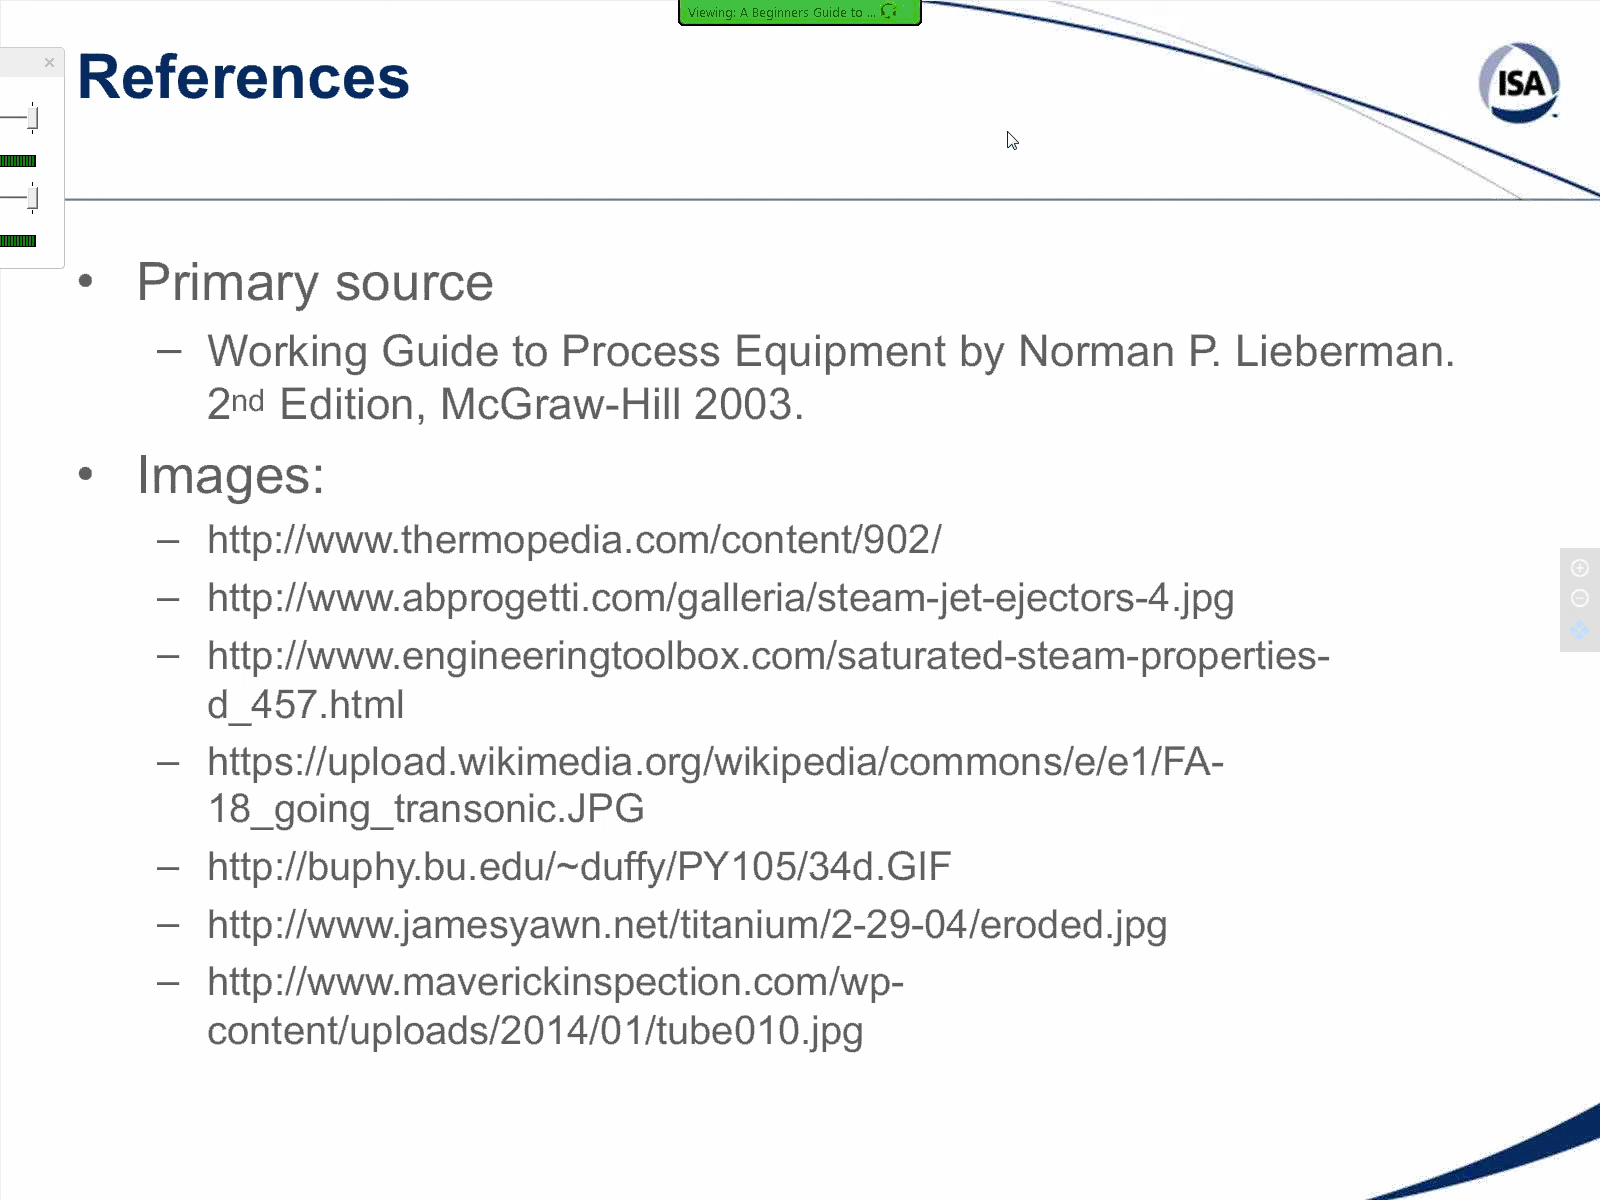 Viewing: A Beginners Guide to ...
References
ISA
• Primary source
– Working Guide to Process Equipment by Norman P. Lieberman.
2nd Edition, McGraw-Hill 2003.
• Images:
– http://www.thermopedia.com/content/902/
– http://www.abprogetti.com/galleria/steam-jet-ejectors-4.jpg
– http://www.engineeringtoolbox.com/saturated-steam-properties-
d_457.html
– https://upload.wikimedia.org/wikipedia/commons/e/e1/FA-
18_going_transonic.JPG
– http://buphy.bu.edu/~duffy/PY105/34d.GIF
– http://www.jamesyawn.net/titanium/2-29-04/eroded.jpg
– http://www.maverickinspection.com/wp-
content/uploads/2014/01/tube010.jpg